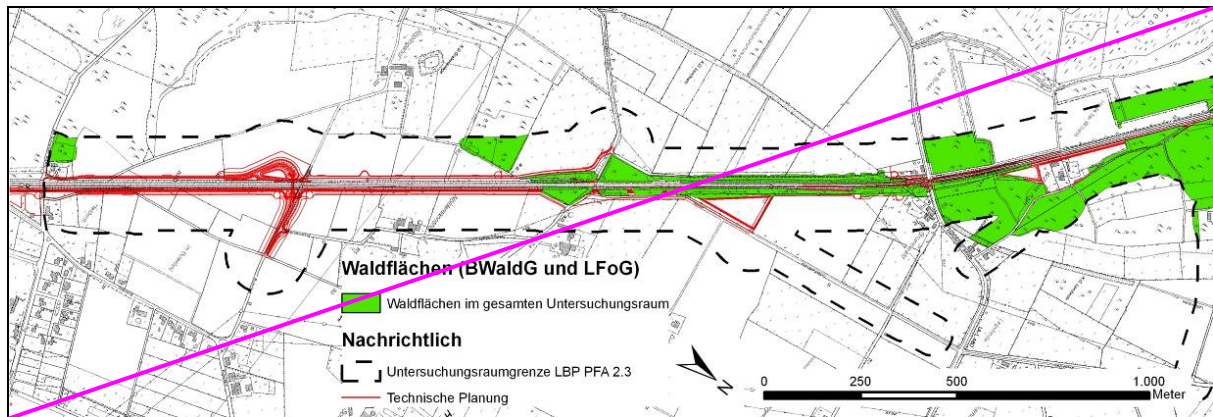 Waldflächen (BWaldG und LFoG)
Waldflächen im gesamten Untersuchungsraum
Nachrichtlich
Untersuchungsraumgrenze LBP PFA 2.3
Technische Planung
N
0 250 500 1.000
Meter